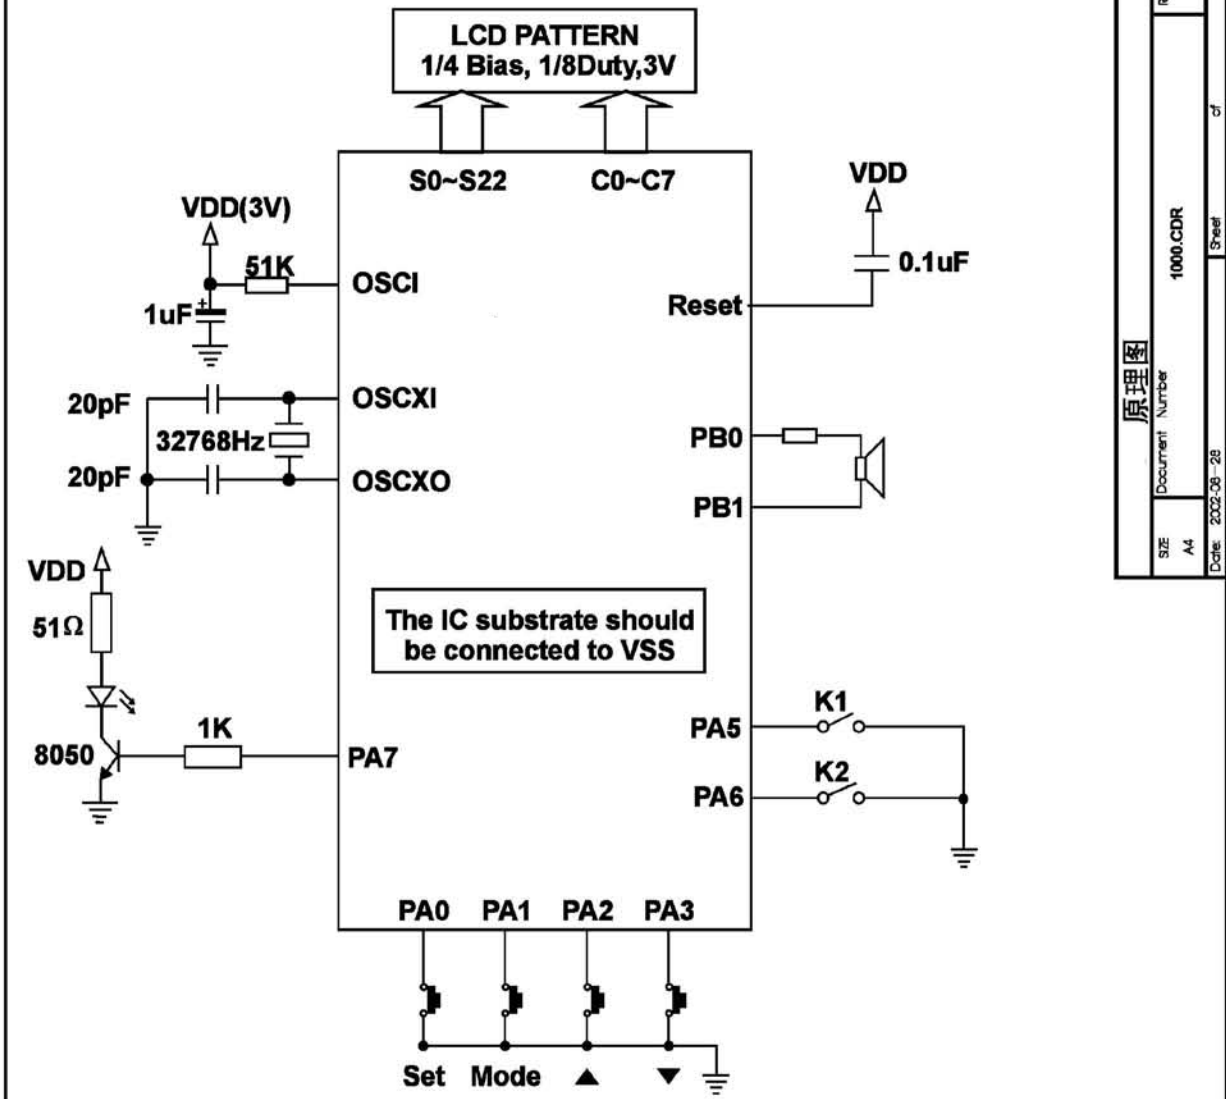 LCD PATTERN
1/4 Bias, 1/8Duty,3V
S0~S22
C0~C7
VDD(3V)
51K
OSCI
1uF
+
VDD
0.1uF
Reset
20pF
OSCXI
32768Hz
20pF
OSCXO
PB0
PB1
VDD
51Ω
8050
1K
PA7
The IC substrate should
be connected to VSS
K1
PA5
K2
PA6
PA0
PA1
PA2
PA3
Set
Mode
▲
▼
原理图
SIZE
A4
Document Number
1000.CDR
Date: 2002-08-28
Sheet
of